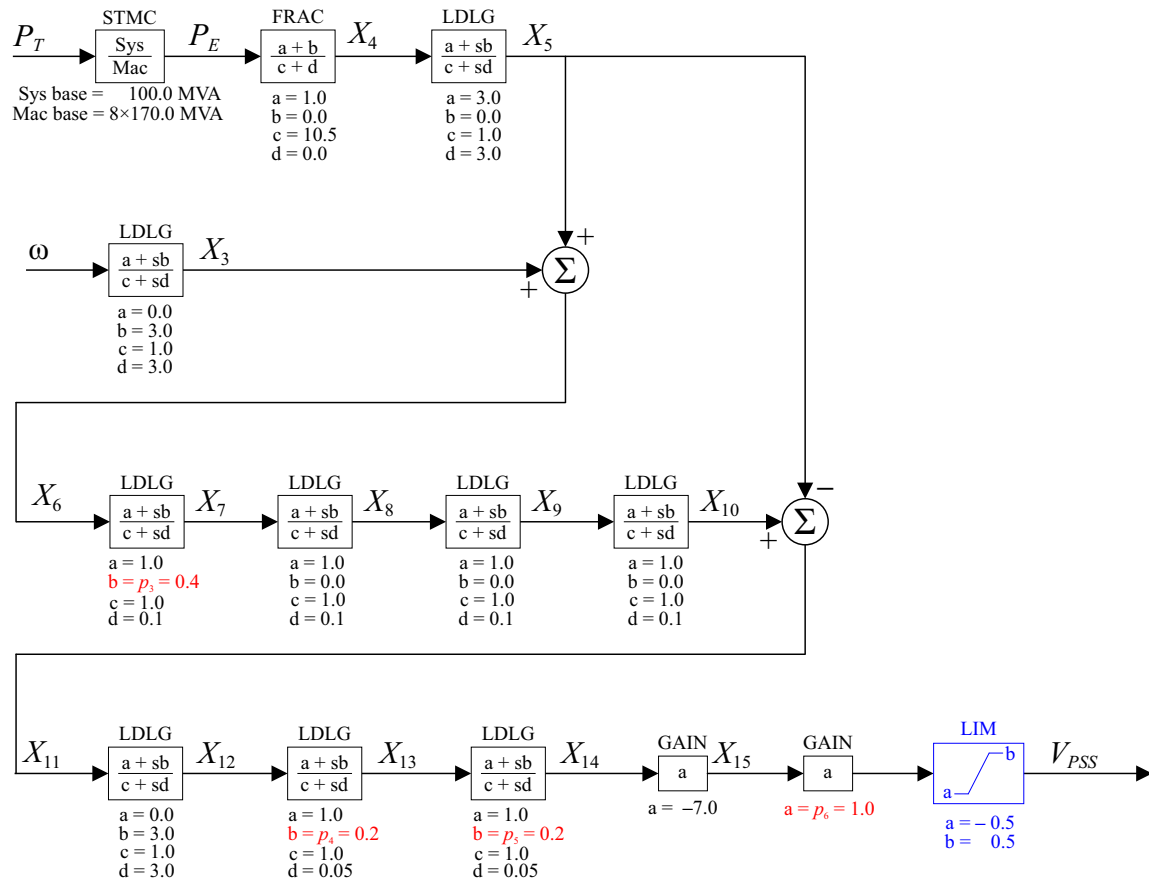 STMC FRAC LDLG
P_T Sys/Mac P_E a + b/c + d X_4 a + sb/c + sd X_5
Sys base = 100.0 MVA
Mac base = 8×170.0 MVA
a = 1.0
b = 0.0
c = 10.5
d = 0.0
a = 3.0
b = 0.0
c = 1.0
d = 3.0
LDLG
ω a + sb/c + sd X_3 + + Σ
a = 0.0
b = 3.0
c = 1.0
d = 3.0
LDLG LDLG LDLG LDLG
X_6 a + sb/c + sd X_7 a + sb/c + sd X_8 a + sb/c + sd X_9 a + sb/c + sd X_10 + − Σ
a = 1.0
b = p_3 = 0.4
c = 1.0
d = 0.1
a = 1.0
b = 0.0
c = 1.0
d = 0.1
a = 1.0
b = 0.0
c = 1.0
d = 0.1
a = 1.0
b = 0.0
c = 1.0
d = 0.1
LDLG LDLG LDLG GAIN GAIN LIM
X_11 a + sb/c + sd X_12 a + sb/c + sd X_13 a + sb/c + sd X_14 a X_15 a a b V_PSS
a = 0.0
b = 3.0
c = 1.0
d = 3.0
a = 1.0
b = p_4 = 0.2
c = 1.0
d = 0.05
a = 1.0
b = p_5 = 0.2
c = 1.0
d = 0.05
a = −7.0
a = p_6 = 1.0
a = − 0.5
b = 0.5